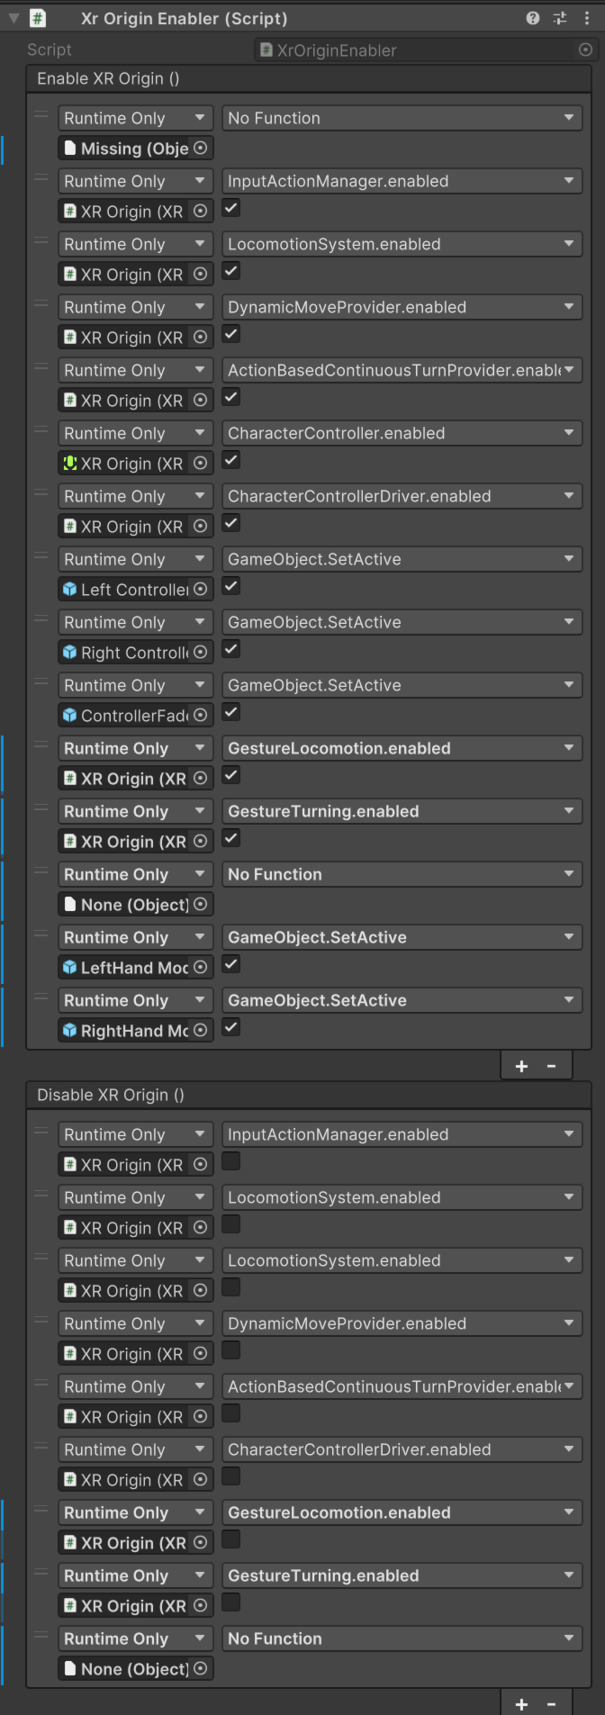 Xr Origin Enabler (Script)
Script XrOriginEnabler
Enable XR Origin ()
Runtime Only No Function
Missing (Obje
Runtime Only InputActionManager.enabled
XR Origin (XR
Runtime Only LocomotionSystem.enabled
XR Origin (XR
Runtime Only DynamicMoveProvider.enabled
XR Origin (XR
Runtime Only ActionBasedContinuousTurnProvider.enable
XR Origin (XR
Runtime Only CharacterController.enabled
XR Origin (XR
Runtime Only CharacterControllerDriver.enabled
XR Origin (XR
Runtime Only GameObject.SetActive
Left Controller
Runtime Only GameObject.SetActive
Right Controlle
Runtime Only GameObject.SetActive
ControllerFade
Runtime Only GestureLocomotion.enabled
XR Origin (XR
Runtime Only GestureTurning.enabled
XR Origin (XR
Runtime Only No Function
None (Object)
Runtime Only GameObject.SetActive
LeftHand Moc
Runtime Only GameObject.SetActive
RightHand Mc
+ -
Disable XR Origin ()
Runtime Only InputActionManager.enabled
XR Origin (XR
Runtime Only LocomotionSystem.enabled
XR Origin (XR
Runtime Only LocomotionSystem.enabled
XR Origin (XR
Runtime Only DynamicMoveProvider.enabled
XR Origin (XR
Runtime Only ActionBasedContinuousTurnProvider.enable
XR Origin (XR
Runtime Only CharacterControllerDriver.enabled
XR Origin (XR
Runtime Only GestureLocomotion.enabled
XR Origin (XR
Runtime Only GestureTurning.enabled
XR Origin (XR
Runtime Only No Function
None (Object)
+ -